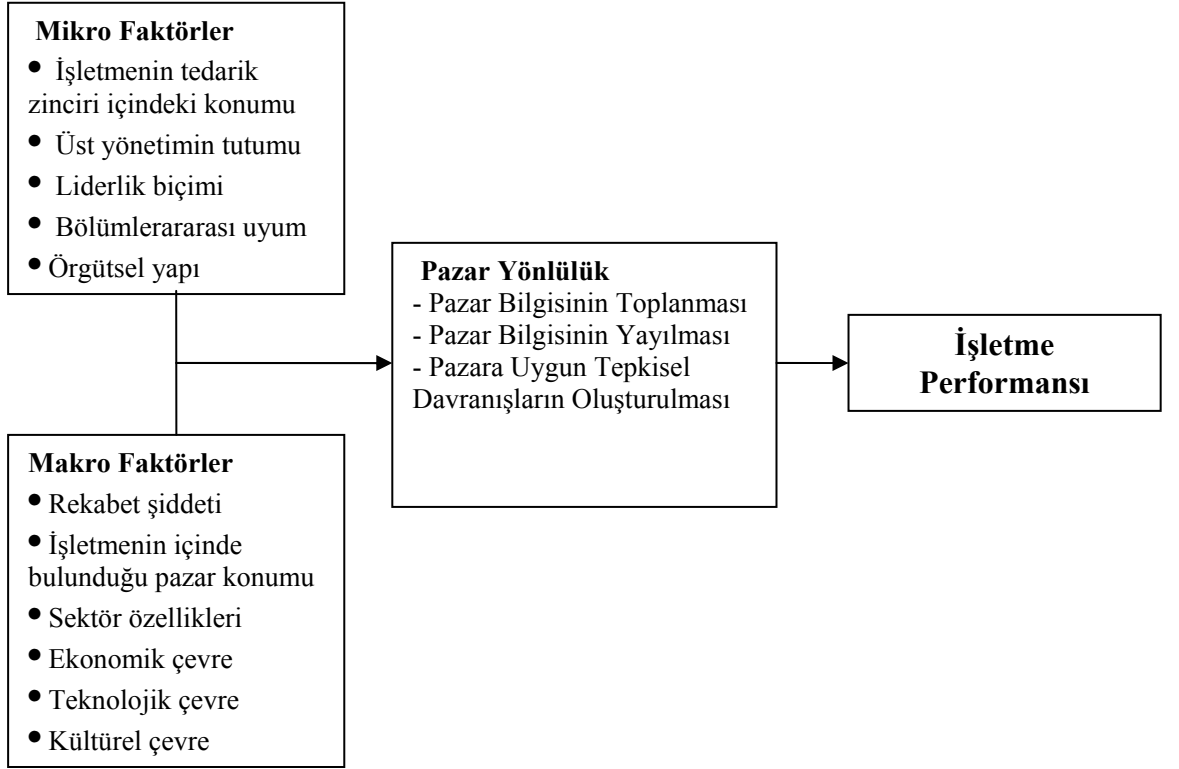 Mikro Faktörler
• İşletmenin tedarik
zinciri içindeki konumu
• Üst yönetimin tutumu
• Liderlik biçimi
• Bölümlerararası uyum
• Örgütsel yapı
Pazar Yönlülük
- Pazar Bilgisinin Toplanması
- Pazar Bilgisinin Yayılması
- Pazara Uygun Tepkisel
Davranışların Oluşturulması
İşletme
Performansı
Makro Faktörler
• Rekabet şiddeti
• İşletmenin içinde
bulunduğu pazar konumu
• Sektör özellikleri
• Ekonomik çevre
• Teknolojik çevre
• Kültürel çevre